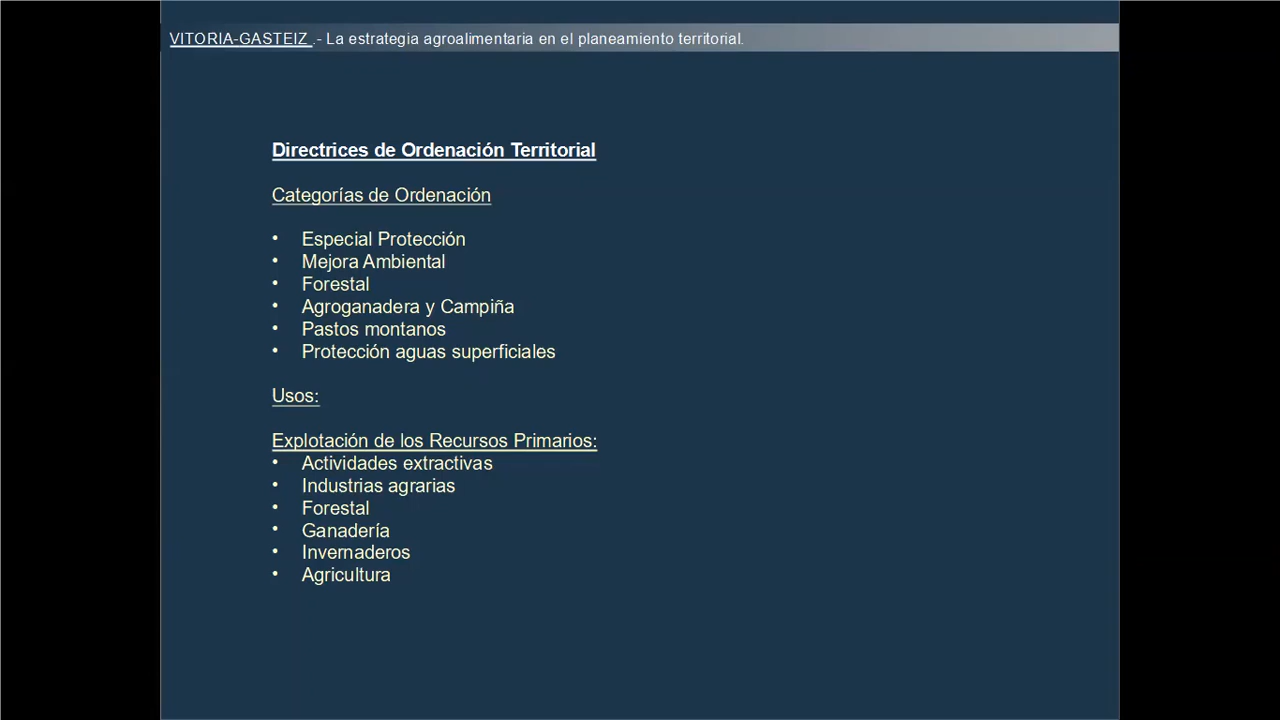 VITORIA-GASTEIZ .- La estrategia agroalimentaria en el planeamiento territorial.
Directrices de Ordenación Territorial
Categorías de Ordenación
• Especial Protección
• Mejora Ambiental
• Forestal
• Agroganadera y Campiña
• Pastos montanos
• Protección aguas superficiales
Usos:
Explotación de los Recursos Primarios:
• Actividades extractivas
• Industrias agrarias
• Forestal
• Ganadería
• Invernaderos
• Agricultura